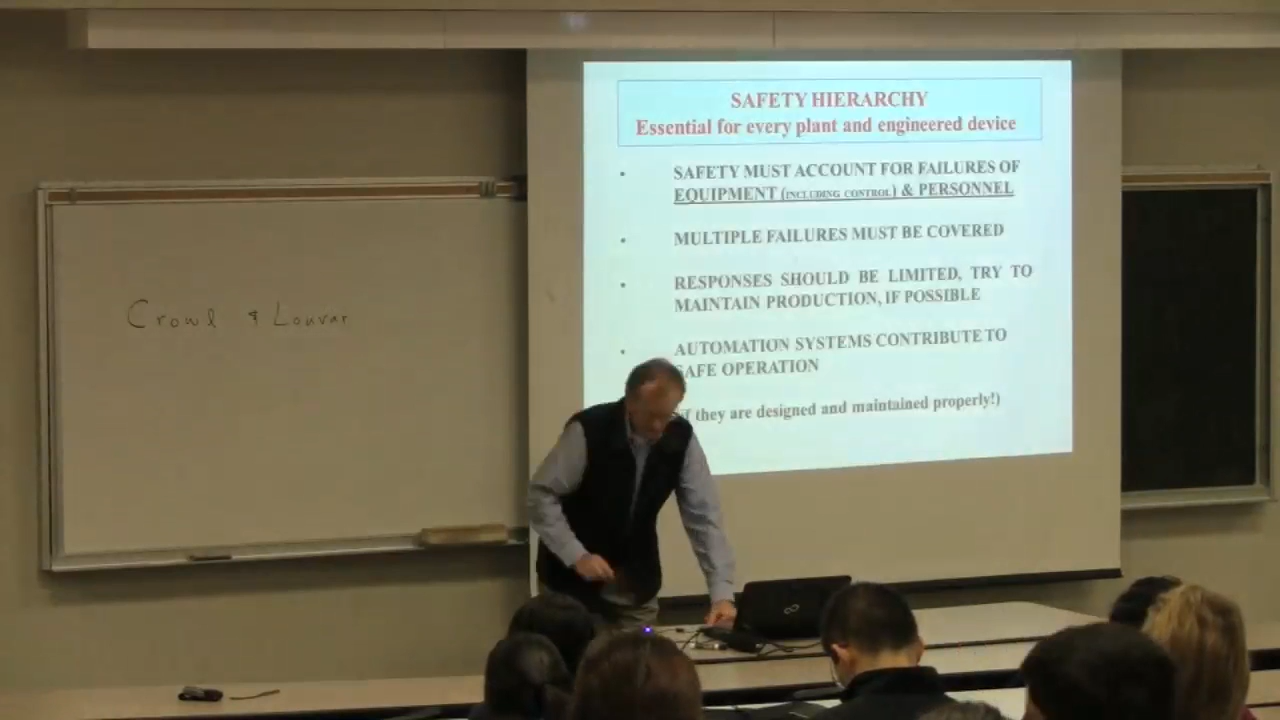 SAFETY HIERARCHY
Essential for every plant and engineered device
• SAFETY MUST ACCOUNT FOR FAILURES OF
EQUIPMENT (INCLUDING CONTROL) & PERSONNEL
• MULTIPLE FAILURES MUST BE COVERED
• RESPONSES SHOULD BE LIMITED, TRY TO
MAINTAIN PRODUCTION, IF POSSIBLE
• AUTOMATION SYSTEMS CONTRIBUTE TO
SAFE OPERATION
if they are designed and maintained properly!)
Crowl & Louvar